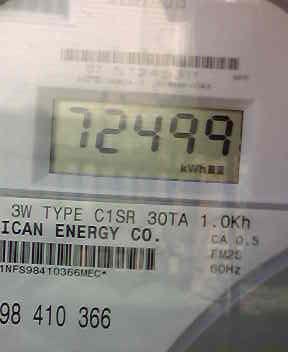 72499
kWh
3W TYPE C1SR 30TA 1.0Kh
ICAN ENERGY CO.
CA 0.5
FM2S
60Hz
1NFS98410366MEC*
98 410 366